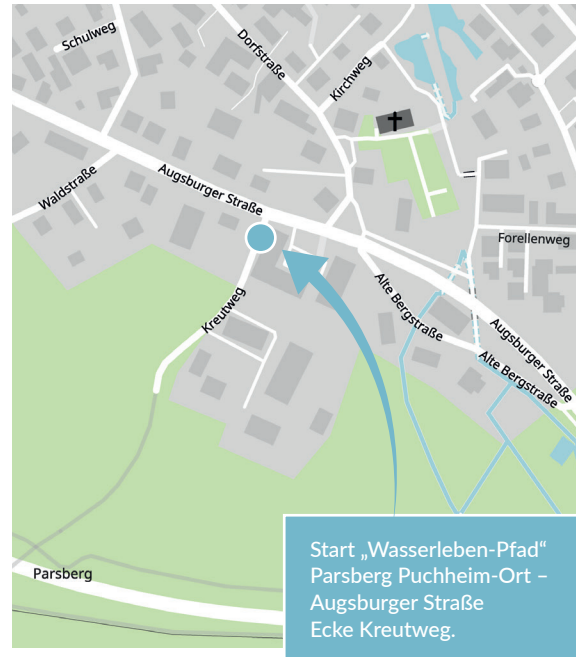 Schulweg
Dorfstraße
Kirchweg
Waldstraße
Augsburger Straße
Forellenweg
Kreutweg
Alte Bergstraße
Augsburger Straße
Alte Bergstraße
Parsberg
Start „Wasserleben-Pfad“
Parsberg Puchheim-Ort –
Augsburger Straße
Ecke Kreutweg.